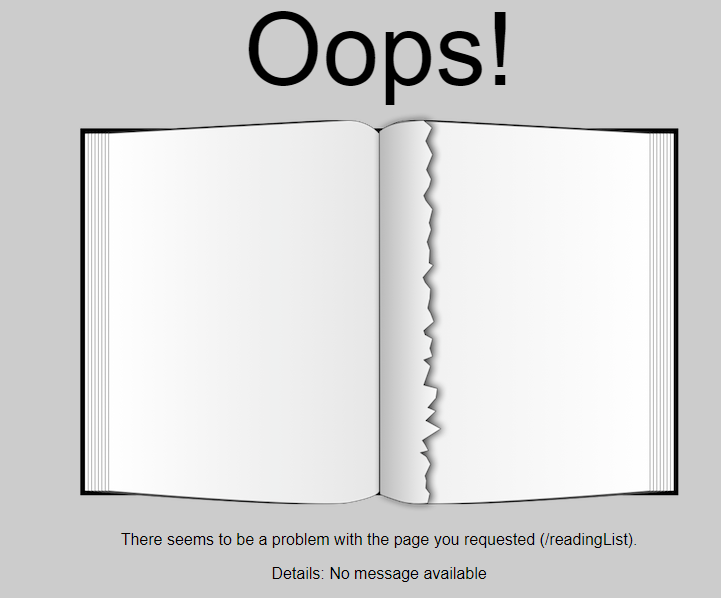 Oops!
There seems to be a problem with the page you requested (/readingList).
Details: No message available